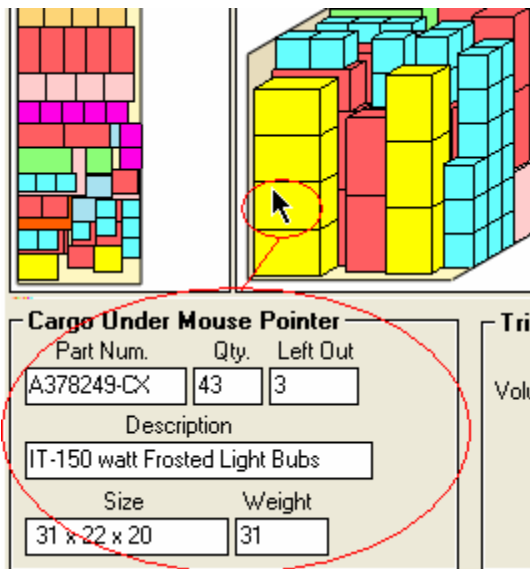 Cargo Under Mouse Pointer
Tri
Part Num. Qty. Left Out
A378249-CX 43 3
Volu
Description
IT-150 watt Frosted Light Bubs
Size Weight
31 x 22 x 20 31